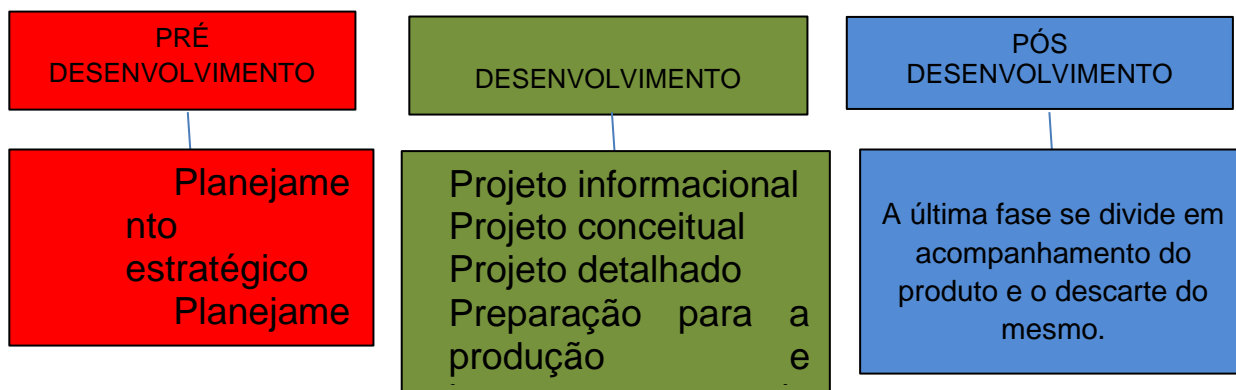 PRÉ
DESENVOLVIMENTO
DESENVOLVIMENTO
PÓS
DESENVOLVIMENTO
Planejame
nto
estratégico
Planejame
Projeto informacional
Projeto conceitual
Projeto detalhado
Preparação para a
produção e
A última fase se divide em
acompanhamento do
produto e o descarte do
mesmo.